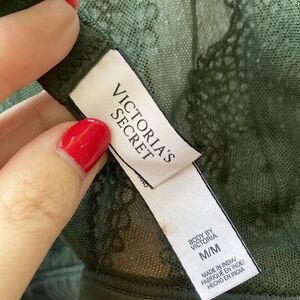 VICTORIA'S
SECRET
BODY BY
VICTORIA
M/M
MADE IN INDIA/
FABRIQUÉ EN INDE/
HECHO EN INDIA